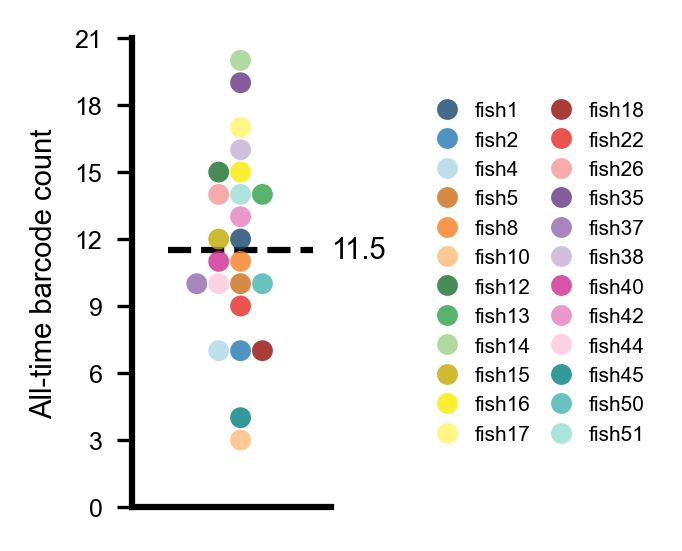 All-time barcode count
21
18
15
12
9
6
3
0
11.5
fish1
fish2
fish4
fish5
fish8
fish10
fish12
fish13
fish14
fish15
fish16
fish17
fish18
fish22
fish26
fish35
fish37
fish38
fish40
fish42
fish44
fish45
fish50
fish51